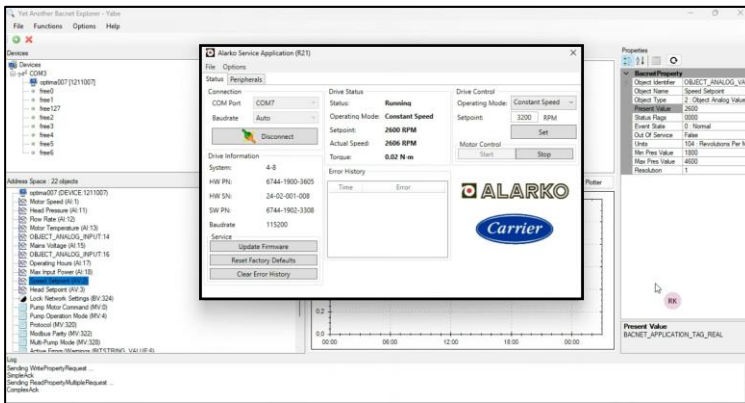 Yet Another Bacnet Explorer - Yabe
File Functions Options Help
Devices
Devices
COM3
optima007 [1211007]
free0
free1
free127
free2
free3
free4
free5
free6
Address Space : 22 objects
optima007 (DEVICE:1211007)
Motor Speed (AI:1)
Head Pressure (AI:11)
Flow Rate (AI:12)
Motor Temperature (AI:13)
OBJECT_ANALOG_INPUT:14
Mains Voltage (AI:15)
OBJECT_ANALOG_INPUT:16
Operating Hours (AI:17)
Max Input Power (AI:18)
Speed Setpoint (AV:2)
Head Setpoint (AV:3)
Lock Network Settings (BV:324)
Pump Motor Command (MV:0)
Pump Operation Mode (MV:4)
Protocol (MV:320)
Modbus Parity (MV:322)
Multi-Pump Mode (MV:328)
Active Errors/Warnings (BITSTRING_VALUE:6)
Log
Sending WritePropertyRequest ...
SimpleAck
Sending ReadPropertyMultipleRequest ...
ComplexAck
Alarko Service Application (R21)
File Options
Status Peripherals
Connection
COM Port COM7
Baudrate Auto
Disconnect
Drive Information
System: 4-8
HW PN: 6744-1900-3605
HW SN: 24-02-001-008
SW PN: 6744-1902-3308
Baudrate 115200
Service
Update Firmware
Reset Factory Defaults
Clear Error History
Drive Status
Status: Running
Operating Mode: Constant Speed
Setpoint: 2600 RPM
Actual Speed: 2606 RPM
Torque: 0.02 N·m
Error History
Time Error
Drive Control
Operating Mode: Constant Speed
Setpoint: 3200 RPM
Set
Motor Control
Start Stop
ALARKO
Carrier
Plotter
0.2
0.0
00:00 06:00 12:00 18:00 00:00
Properties
BacnetProperty
Object Identifier OBJECT_ANALOG_VA
Object Name Speed Setpoint
Object Type 2 : Object Analog Value
Present Value 2600
Status Flags 0000
Event State 0 : Normal
Out Of Service False
Units 104 : Revolutions Per M
Min Pres Value 1800
Max Pres Value 4600
Resolution 1
RK
Present Value
BACNET_APPLICATION_TAG_REAL